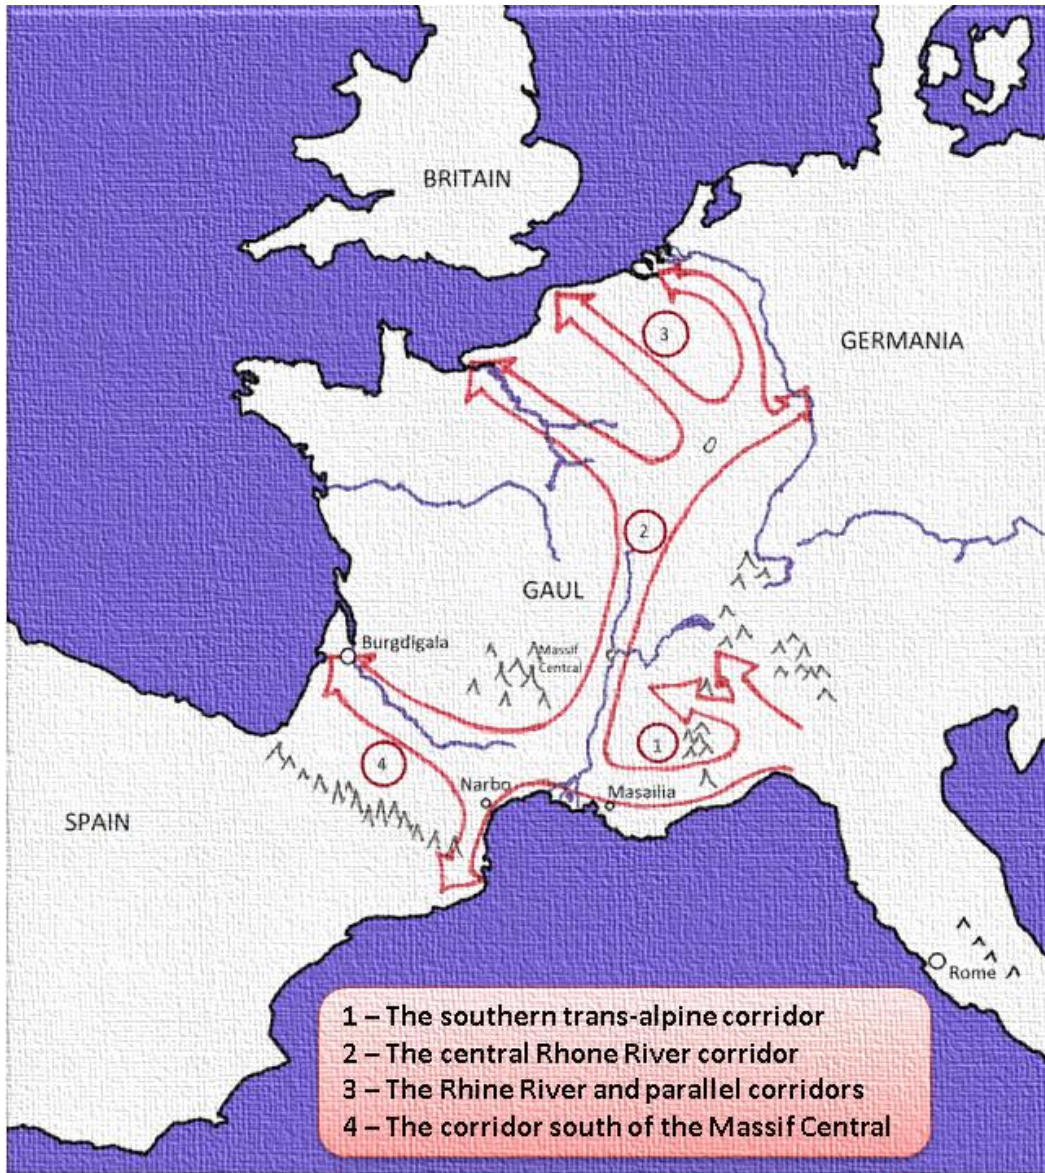 BRITAIN
3
GERMANIA
2
GAUL
Burgdigala
Massif
Central
1
4
Narbo
Masailia
SPAIN
Rome
1 – The southern trans-alpine corridor
2 – The central Rhone River corridor
3 – The Rhine River and parallel corridors
4 – The corridor south of the Massif Central